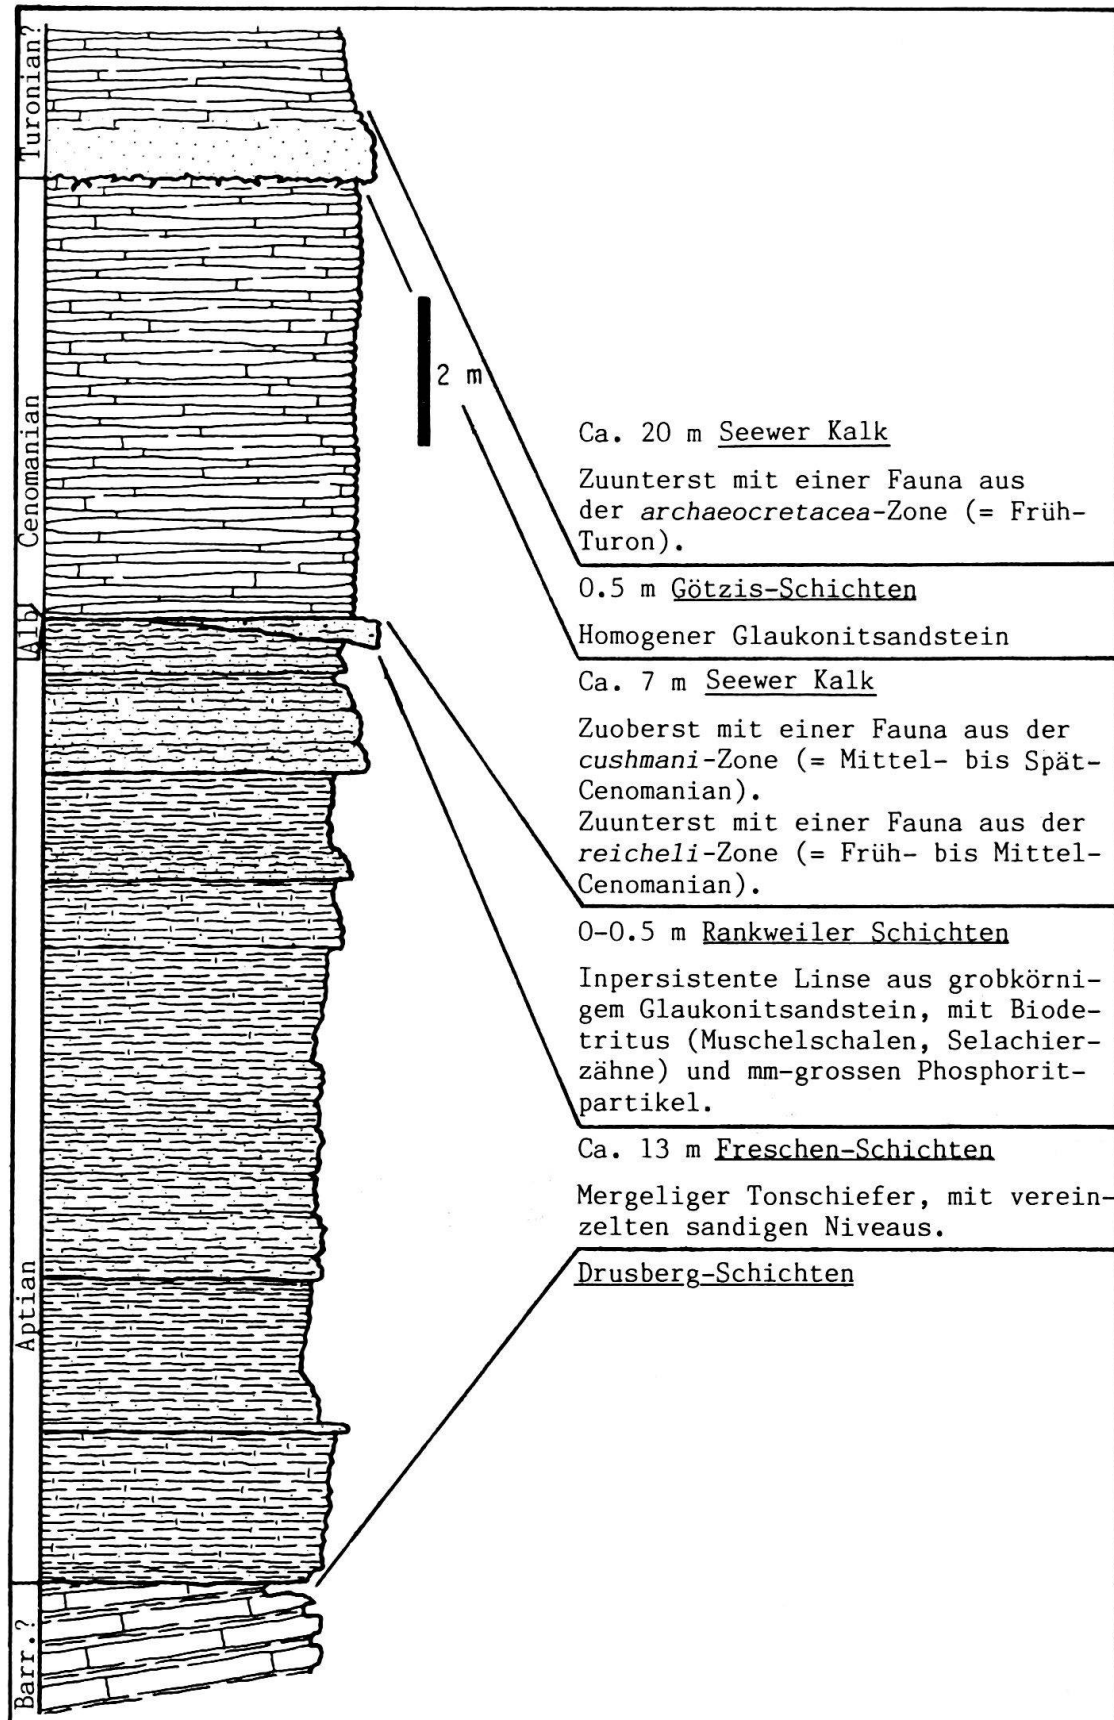 Turonian?
Cenomanian
Alb
Aptian
Barr.?
2 m
Ca. 20 m Seewer Kalk
Zuunterst mit einer Fauna aus
der archaeocretacea-Zone (= Früh-
Turon).
0.5 m Götzis-Schichten
Homogener Glaukonitsandstein
Ca. 7 m Seewer Kalk
Zuoberst mit einer Fauna aus der
cushmani-Zone (= Mittel- bis Spät-
Cenomanian).
Zuunterst mit einer Fauna aus der
reicheli-Zone (= Früh- bis Mittel-
Cenomanian).
0-0.5 m Rankweiler Schichten
Inpersistente Linse aus grobkörni-
gem Glaukonitsandstein, mit Biode-
tritus (Muschelschalen, Selachier-
zähne) und mm-grossen Phosphorit-
partikel.
Ca. 13 m Freschen-Schichten
Mergeliger Tonschiefer, mit verein-
zelten sandigen Niveaus.
Drusberg-Schichten